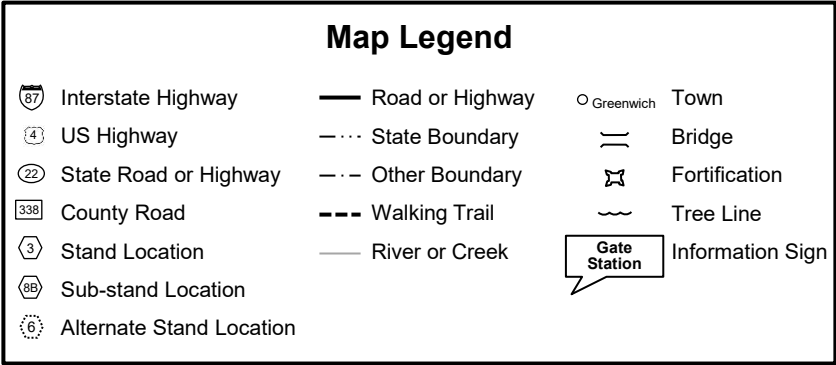 Map Legend
87 Interstate Highway
4 US Highway
22 State Road or Highway
338 County Road
3 Stand Location
8B Sub-stand Location
6 Alternate Stand Location
Road or Highway
State Boundary
Other Boundary
Walking Trail
River or Creek
Greenwich Town
Bridge
Fortification
Tree Line
Gate
Station
Information Sign